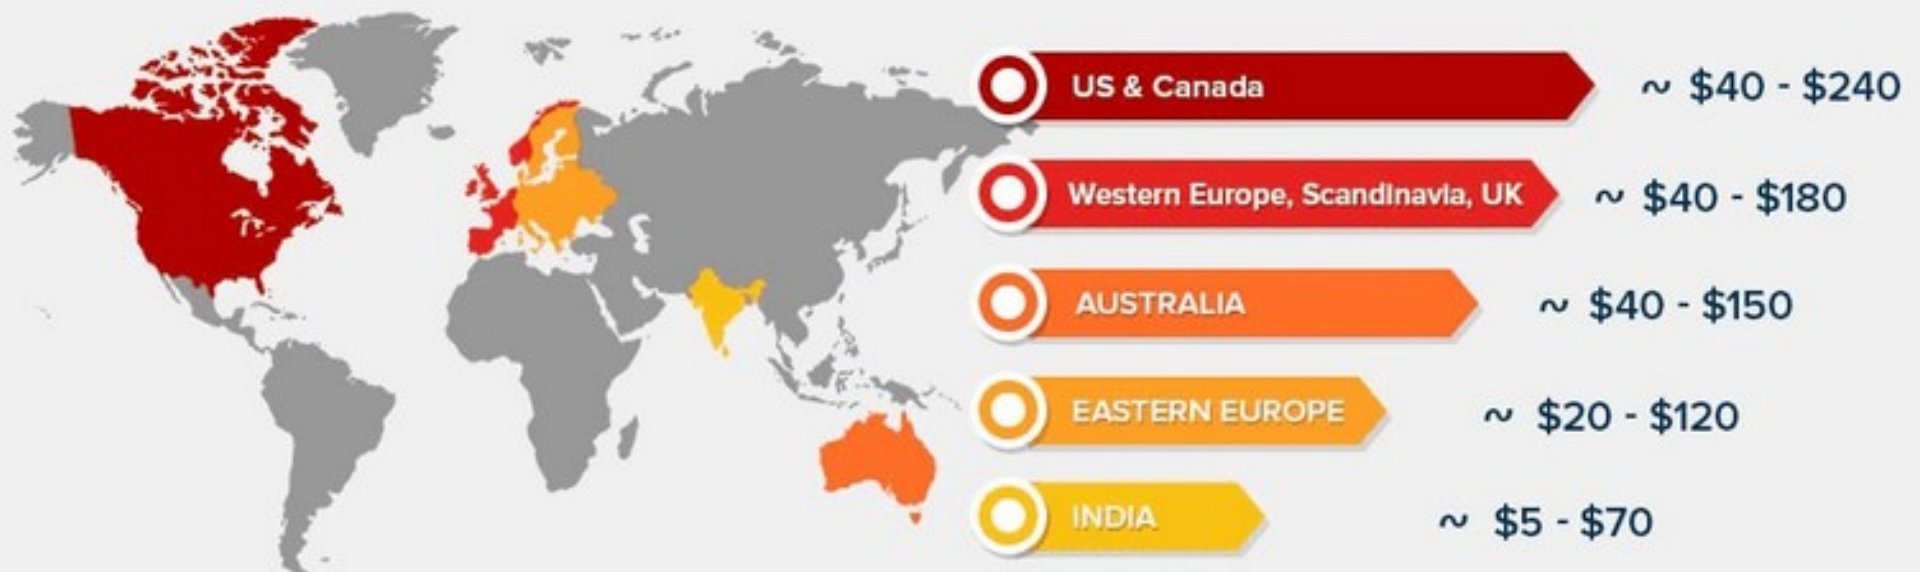 US & Canada ~ $40 - $240
Western Europe, Scandinavia, UK ~ $40 - $180
AUSTRALIA ~ $40 - $150
EASTERN EUROPE ~ $20 - $120
INDIA ~ $5 - $70